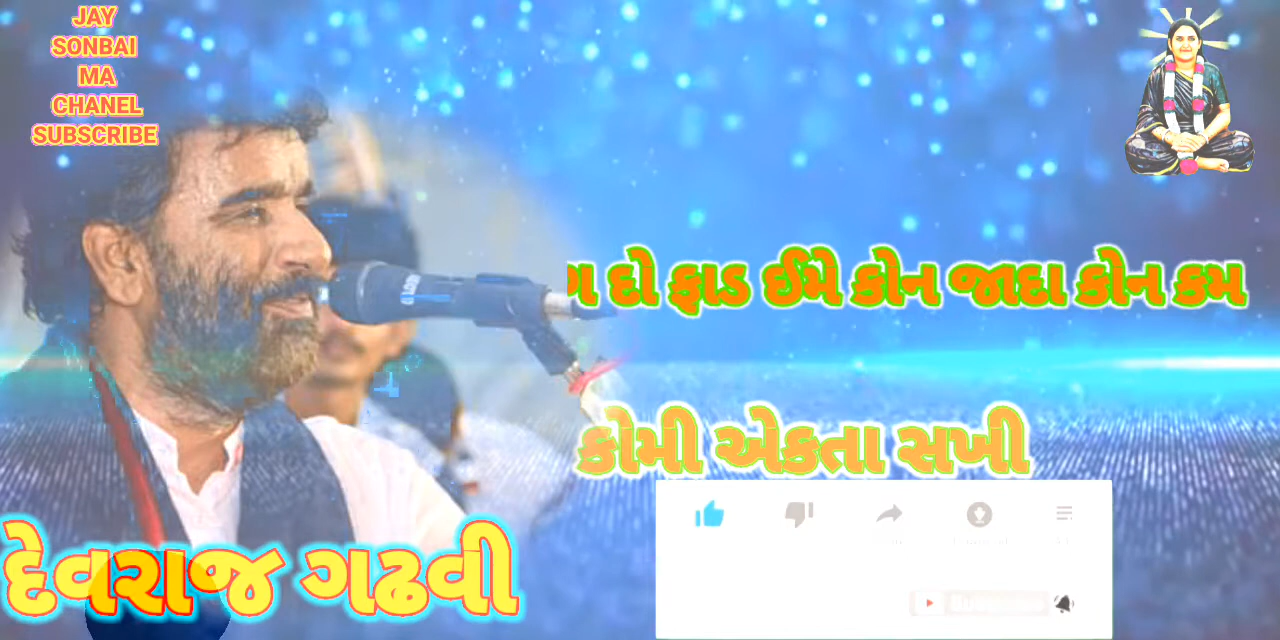 JAY
SONBAI
MA
CHANEL
SUBSCRIBE
દો ફાડ ઈમે કોન જાદા કોન કમ
કોમી એકતા સખી
દેવરાજ ગઢવી